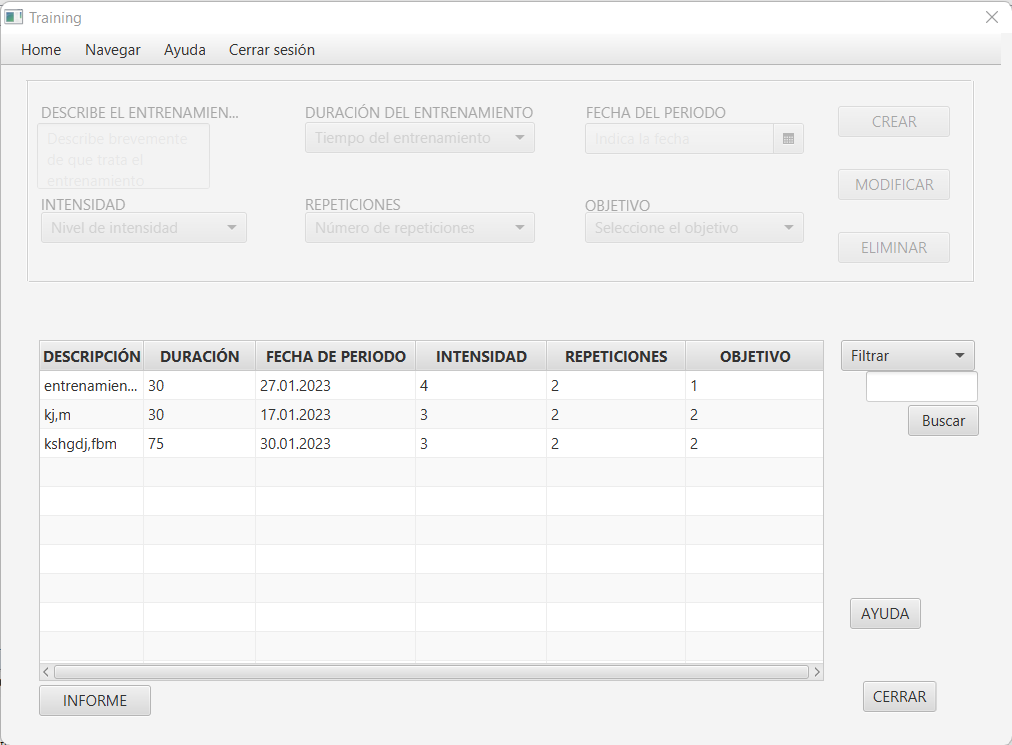 Training
Home Navegar Ayuda Cerrar sesión
DESCRIBE EL ENTRENAMIEN... DURACIÓN DEL ENTRENAMIENTO FECHA DEL PERIODO
Describe brevemente
de que trata el
entrenamiento
Tiempo del entrenamiento
Indica la fecha
CREAR
MODIFICAR
INTENSIDAD REPETICIONES OBJETIVO
Nivel de intensidad Número de repeticiones Seleccione el objetivo
ELIMINAR
DESCRIPCIÓN DURACIÓN FECHA DE PERIODO INTENSIDAD REPETICIONES OBJETIVO
entrenamien... 30 27.01.2023 4 2 1
kj,m 30 17.01.2023 3 2 2
kshgdj,fbm 75 30.01.2023 3 2 2
Filtrar
Buscar
AYUDA
INFORME
CERRAR